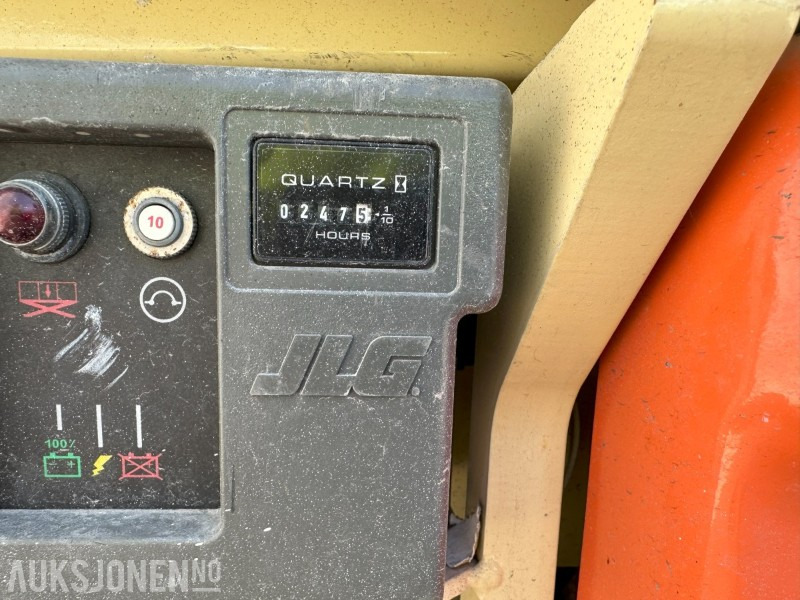 QUARTZ
02475 1/10
HOURS
10
JLG
100%
AUKSJONEN.NO